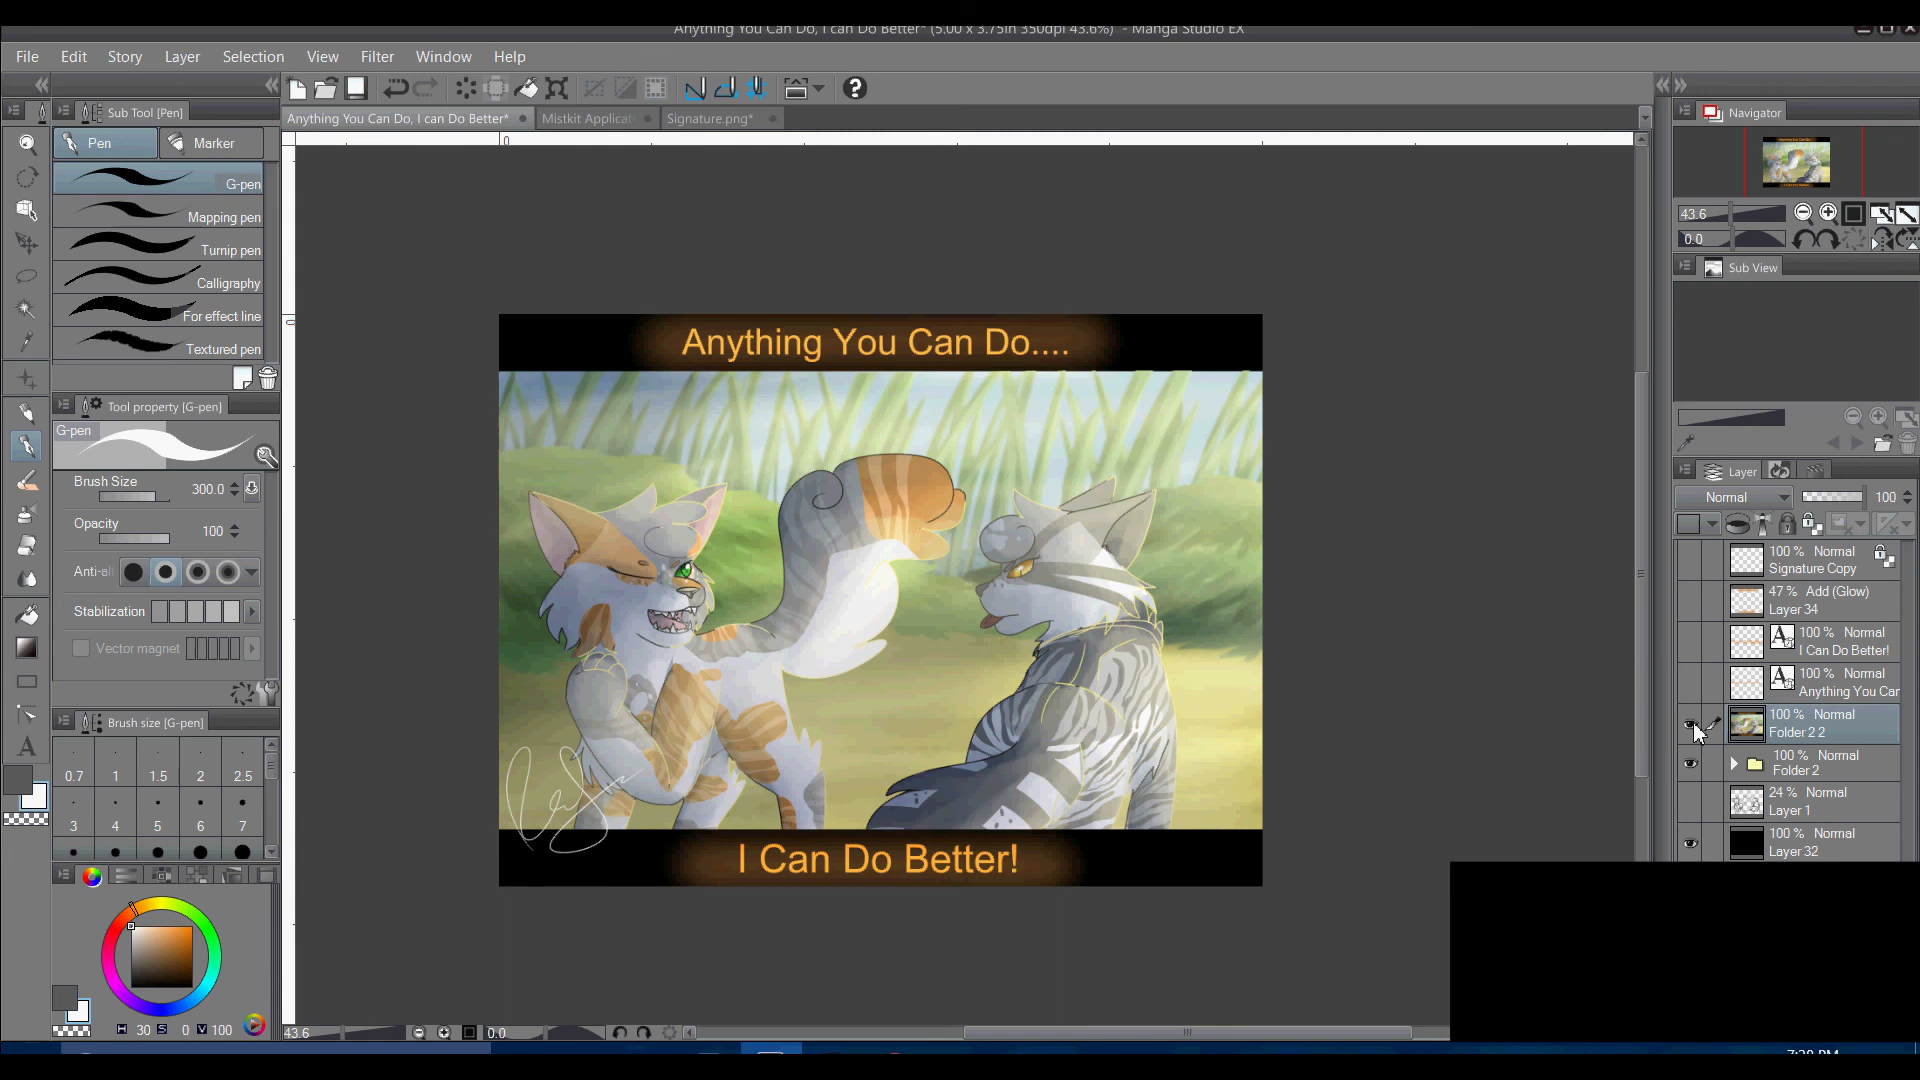 Anything You Can Do, I can Do Better* (5.00 x 3.75in 350dpi 43.6%) - Manga Studio EX
File Edit Story Layer Selection View Filter Window Help
Sub Tool [Pen]
Anything You Can Do, I can Do Better* Mistkit Applicat Signature.png*
Navigator
Pen Marker
0
G-pen
Mapping pen
Turnip pen
Calligraphy
For effect line
Textured pen
43.6
0.0
Sub View
Tool property [G-pen]
G-pen
Brush Size 300.0
Opacity 100
Anti-al
Stabilization
Vector magnet
Brush size [G-pen]
0.7 1 1.5 2 2.5
3 4 5 6 7
H 30 S 0 V 100
Anything You Can Do....
I Can Do Better!
43.6 0.0
Layer
Normal 100
100 % Normal
Signature Copy
47 % Add (Glow)
Layer 34
100 % Normal
I Can Do Better!
100 % Normal
Anything You Can
100 % Normal
Folder 2 2
100 % Normal
Folder 2
24 % Normal
Layer 1
100 % Normal
Layer 32